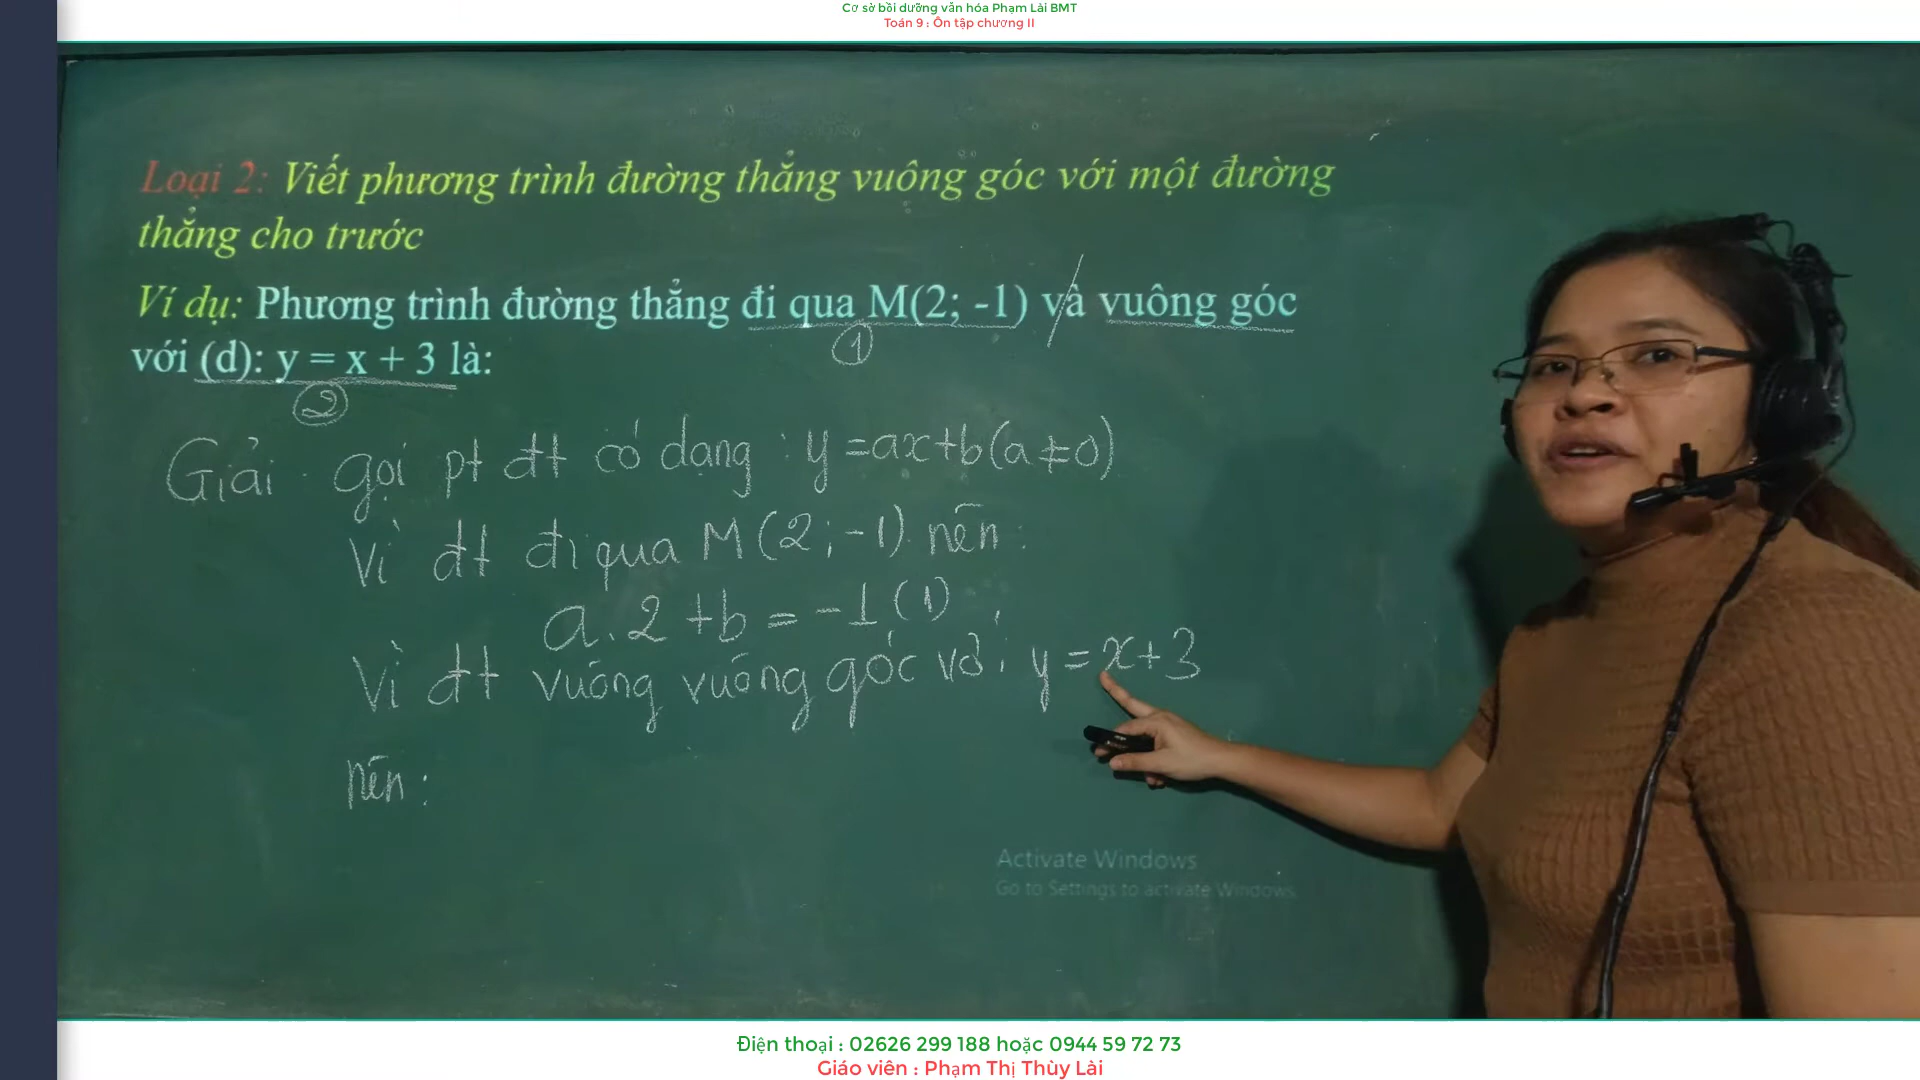 Cơ sở bồi dưỡng văn hóa Phạm Lài BMT
Toán 9 : Ôn tập chương II
Loại 2: Viết phương trình đường thẳng vuông góc với một đường
thẳng cho trước
Ví dụ: Phương trình đường thẳng đi qua M(2; -1) và vuông góc
①
với (d): y = x + 3 là:
②
Giải. gọi pt đt có dạng : y=ax+b(a≠0)
Vì đt đi qua M(2;-1) nên :
a.2+b=-1(1)
Vì đt vuông vuông góc với y=x+3
nên :
Activate Windows
Go to Settings to activate Windows.
Điện thoại : 02626 299 188 hoặc 0944 59 72 73
Giáo viên : Phạm Thị Thùy Lài